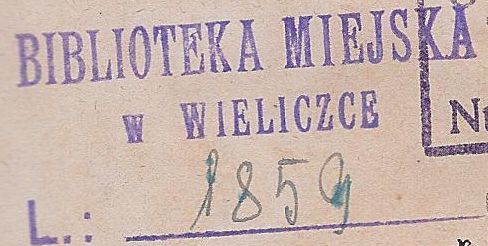 BIBLIOTEKA MIEJSKA
w WIELICZCE
L.: 1859